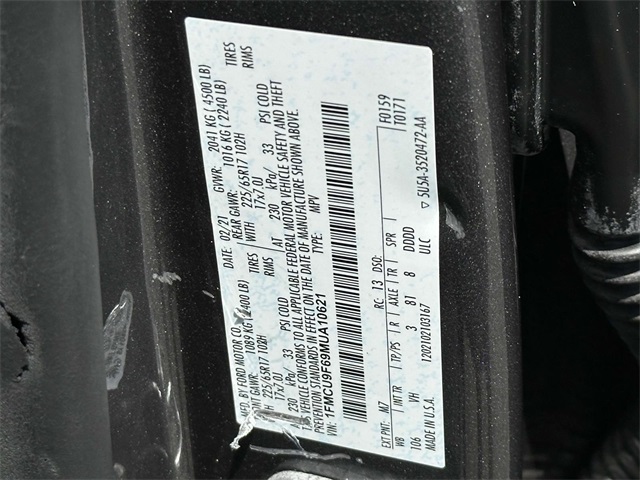 MFD. BY FORD MOTOR CO.
DATE: 02/21 GVWR: 2041 KG ( 4500 LB)
FRONT GAWR: 1089 KG ( 2400 LB) REAR GAWR: 1016 KG ( 2240 LB)
225/65R17 102H TIRES WITH 225/65R17 102H TIRES
17x7.0J RIMS 17x7.0J RIMS
230 kPa/ 33 PSI COLD AT 230 kPa/ 33 PSI COLD
THIS VEHICLE CONFORMS TO ALL APPLICABLE FEDERAL MOTOR VEHICLE SAFETY AND THEFT
PREVENTION STANDARDS IN EFFECT ON THE DATE OF MANUFACTURE SHOWN ABOVE.
VIN: 1FMCU9F69MUA10621 TYPE: MPV
F0159
T0171
EXT PNT: M7 RC: 13 DSO:
WB INT TR TP/PS R AXLE TR SPR
106 VH 3 B1 8 DDDD
MADE IN U.S.A. 120210203167 ULC ▽ 5U5A-3520472-AA